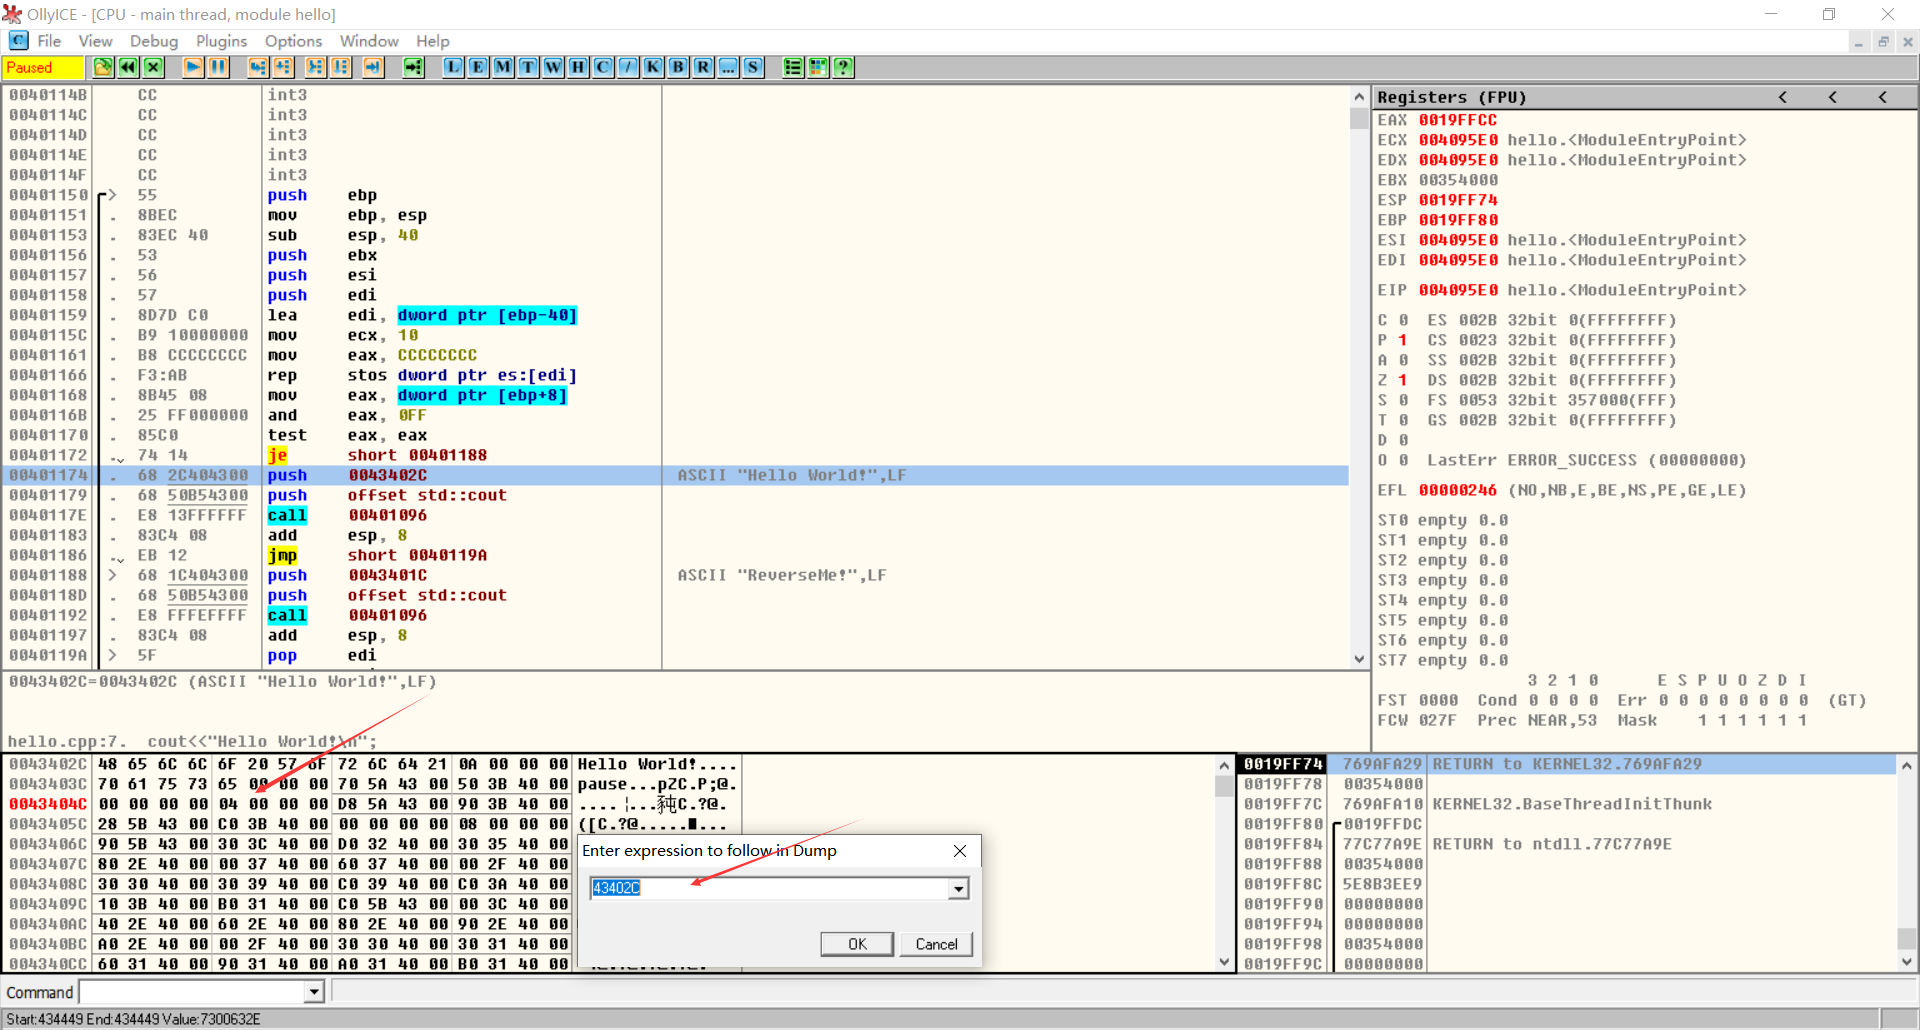 OllyICE - [CPU - main thread, module hello]
File View Debug Plugins Options Window Help
Paused L E M T W H C / K B R ... S ?
0040114B CC int3
0040114C CC int3
0040114D CC int3
0040114E CC int3
0040114F CC int3
00401150 > 55 push ebp
00401151 . 8BEC mov ebp, esp
00401153 . 83EC 40 sub esp, 40
00401156 . 53 push ebx
00401157 . 56 push esi
00401158 . 57 push edi
00401159 . 8D7D C0 lea edi, dword ptr [ebp-40]
0040115C . B9 10000000 mov ecx, 10
00401161 . B8 CCCCCCCC mov eax, CCCCCCCC
00401166 . F3:AB rep stos dword ptr es:[edi]
00401168 . 8B45 08 mov eax, dword ptr [ebp+8]
0040116B . 25 FF000000 and eax, 0FF
00401170 . 85C0 test eax, eax
00401172 . 74 14 je short 00401188
00401174 . 68 2C404300 push 0043402C ASCII "Hello World!",LF
00401179 . 68 50B54300 push offset std::cout
0040117E . E8 13FFFFFF call 00401096
00401183 . 83C4 08 add esp, 8
00401186 . EB 12 jmp short 0040119A
00401188 > 68 1C404300 push 0043401C ASCII "ReverseMe!",LF
0040118D . 68 50B54300 push offset std::cout
00401192 . E8 FFFEFFFF call 00401096
00401197 . 83C4 08 add esp, 8
0040119A > 5F pop edi
0043402C=0043402C (ASCII "Hello World!",LF)
hello.cpp:7. cout<<"Hello World!\n";
Registers (FPU) < < <
EAX 0019FFCC
ECX 004095E0 hello.<ModuleEntryPoint>
EDX 004095E0 hello.<ModuleEntryPoint>
EBX 00354000
ESP 0019FF74
EBP 0019FF80
ESI 004095E0 hello.<ModuleEntryPoint>
EDI 004095E0 hello.<ModuleEntryPoint>
EIP 004095E0 hello.<ModuleEntryPoint>
C 0 ES 002B 32bit 0(FFFFFFFF)
P 1 CS 0023 32bit 0(FFFFFFFF)
A 0 SS 002B 32bit 0(FFFFFFFF)
Z 1 DS 002B 32bit 0(FFFFFFFF)
S 0 FS 0053 32bit 357000(FFF)
T 0 GS 002B 32bit 0(FFFFFFFF)
D 0
O 0 LastErr ERROR_SUCCESS (00000000)
EFL 00000246 (NO,NB,E,BE,NS,PE,GE,LE)
ST0 empty 0.0
ST1 empty 0.0
ST2 empty 0.0
ST3 empty 0.0
ST4 empty 0.0
ST5 empty 0.0
ST6 empty 0.0
ST7 empty 0.0
3 2 1 0 E S P U O Z D I
FST 0000 Cond 0 0 0 0 Err 0 0 0 0 0 0 0 0 (GT)
FCW 027F Prec NEAR,53 Mask 1 1 1 1 1 1
0043402C 48 65 6C 6C 6F 20 57 6F 72 6C 64 21 0A 00 00 00 Hello World!....
0043403C 70 61 75 73 65 00 00 00 70 5A 43 00 50 3B 40 00 pause...pZC.P;@.
0043404C 00 00 00 00 04 00 00 00 D8 5A 43 00 90 3B 40 00
0043405C 28 5B 43 00 C0 3B 40 00 00 00 00 00 08 00 00 00 ([C.?@.....■...
0043406C 90 5B 43 00 30 3C 40 00 D0 32 40 00 30 35 40 00
0043407C 80 2E 40 00 00 37 40 00 60 37 40 00 00 2F 40 00
0043408C 30 30 40 00 30 39 40 00 C0 39 40 00 C0 3A 40 00
0043409C 10 3B 40 00 B0 31 40 00 C0 5B 43 00 00 3C 40 00
004340AC 40 2E 40 00 60 2E 40 00 80 2E 40 00 90 2E 40 00
004340BC A0 2E 40 00 00 2F 40 00 30 30 40 00 30 31 40 00
004340CC 60 31 40 00 90 31 40 00 A0 31 40 00 B0 31 40 00
Enter expression to follow in Dump
43402C
OK Cancel
0019FF74 769AFA29 RETURN to KERNEL32.769AFA29
0019FF78 00354000
0019FF7C 769AFA10 KERNEL32.BaseThreadInitThunk
0019FF80 0019FFDC
0019FF84 77C77A9E RETURN to ntdll.77C77A9E
0019FF88 00354000
0019FF8C 5E8B3EE9
0019FF90 00000000
0019FF94 00000000
0019FF98 00354000
0019FF9C 00000000
Command
Start:434449 End:434449 Value:7300632E